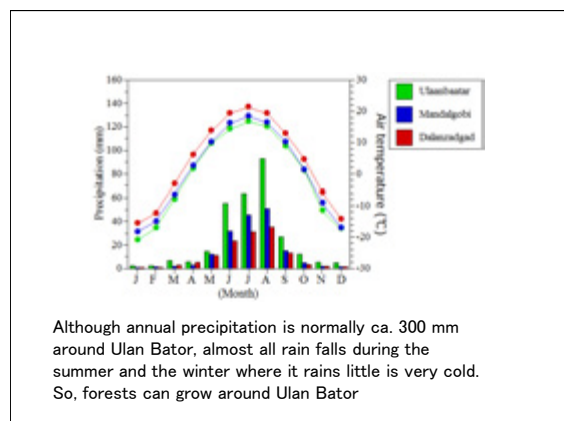 160
140
120
100
80
60
40
20
0
Precipitation (mm)
30
20
10
0
-10
-20
-30
Air temperature (℃)
J F M A M J J A S O N D
(Month)
Ulaanbaatar
Mandalgobi
Dalanzadgad
Although annual precipitation is normally ca. 300 mm
around Ulan Bator, almost all rain falls during the
summer and the winter where it rains little is very cold.
So, forests can grow around Ulan Bator